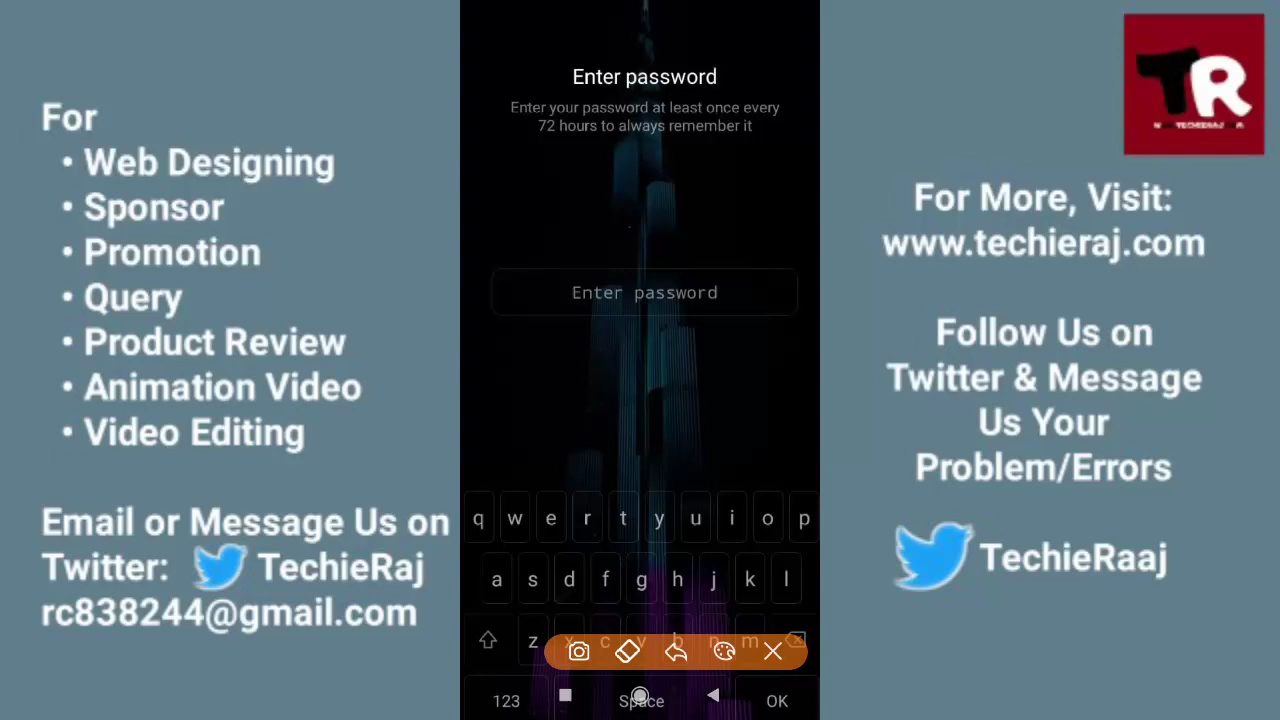 For
• Web Designing
• Sponsor
• Promotion
• Query
• Product Review
• Animation Video
• Video Editing
Email or Message Us on
Twitter: TechieRaj
rc838244@gmail.com
Enter password
Enter your password at least once every
72 hours to always remember it
Enter password
q w e r t y u i o p
a s d f g h j k l
z x c v b n m
123 Space OK
TR
For More, Visit:
www.techieraj.com
Follow Us on
Twitter & Message
Us Your
Problem/Errors
TechieRaaj